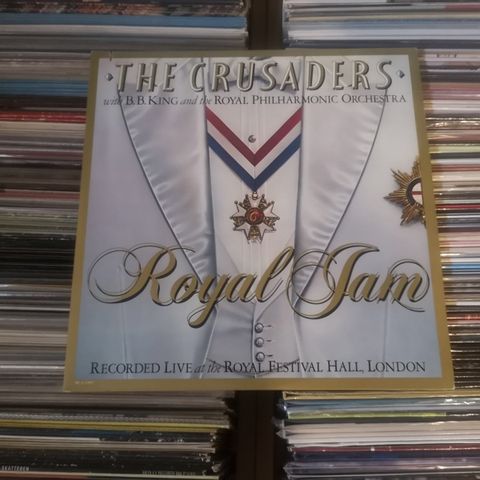 THE CRUSADERS
with B.B. KING and the ROYAL PHILHARMONIC ORCHESTRA
Royal Jam
RECORDED LIVE at the ROYAL FESTIVAL HALL, LONDON